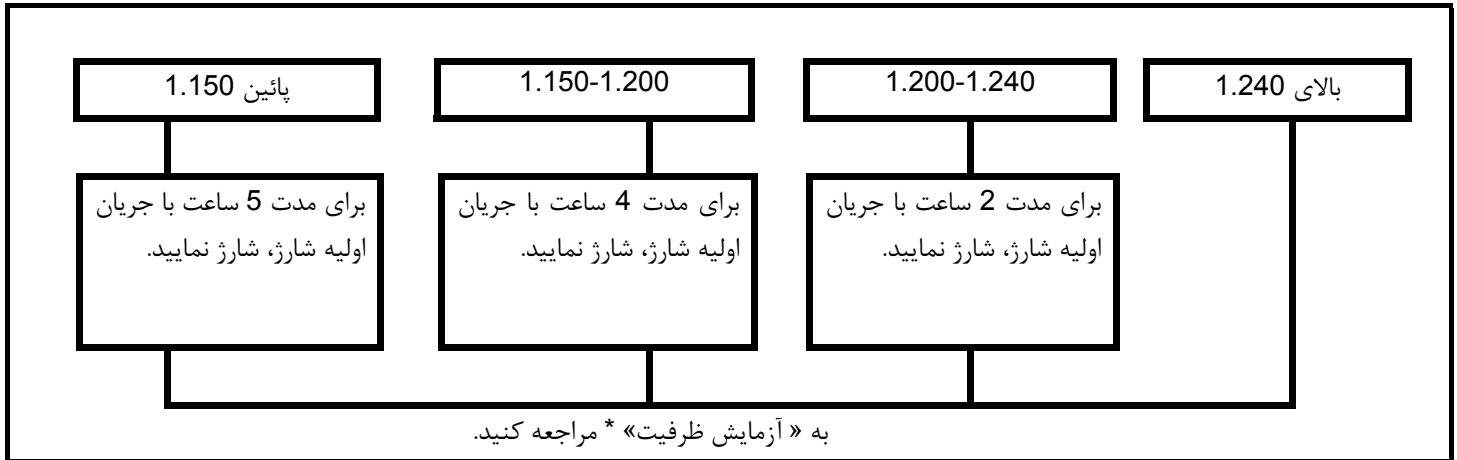 پائین 1.150
1.150-1.200
1.200-1.240
بالای 1.240
برای مدت 5 ساعت با جریان
اولیه شارژ، شارژ نمایید.
برای مدت 4 ساعت با جریان
اولیه شارژ، شارژ نمایید.
برای مدت 2 ساعت با جریان
اولیه شارژ، شارژ نمایید.
به « آزمایش ظرفیت» * مراجعه کنید.